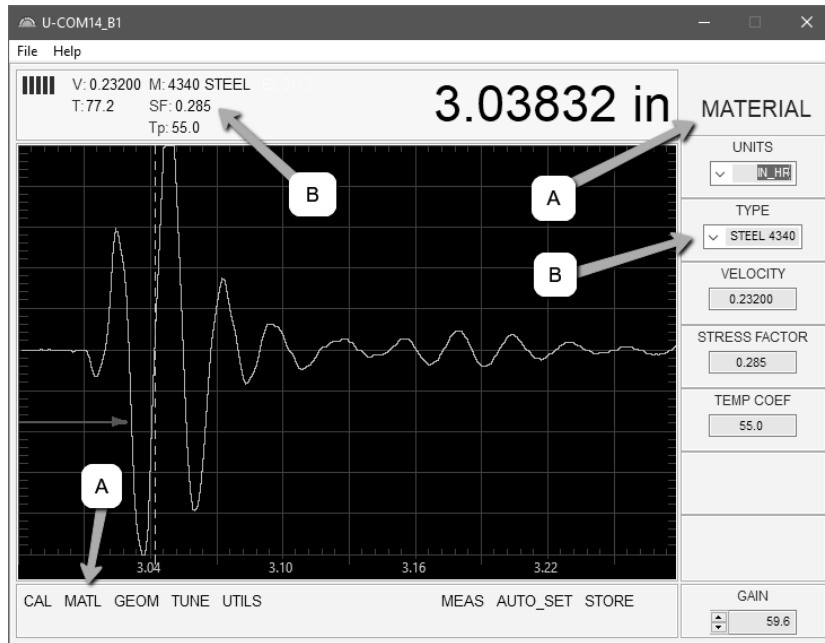 U-COM14_B1
File Help
V: 0.23200 M: 4340 STEEL
T: 77.2 SF: 0.285
Tp: 55.0
3.03832 in
MATERIAL
UNITS
IN_HR
TYPE
STEEL 4340
VELOCITY
0.23200
STRESS FACTOR
0.285
TEMP COEF
55.0
B
A
B
A
3.04 3.10 3.16 3.22
CAL MATL GEOM TUNE UTILS MEAS AUTO_SET STORE
GAIN
59.6